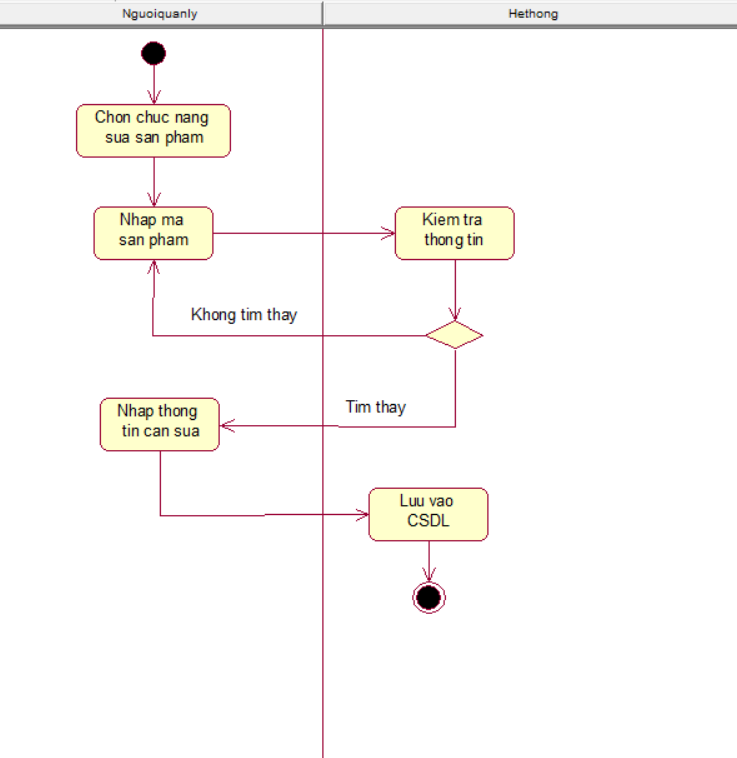 Nguoiquanly
Hethong
Chon chuc nang
sua san pham
Nhap ma
san pham
Kiem tra
thong tin
Khong tim thay
Nhap thong
tin can sua
Tim thay
Luu vao
CSDL